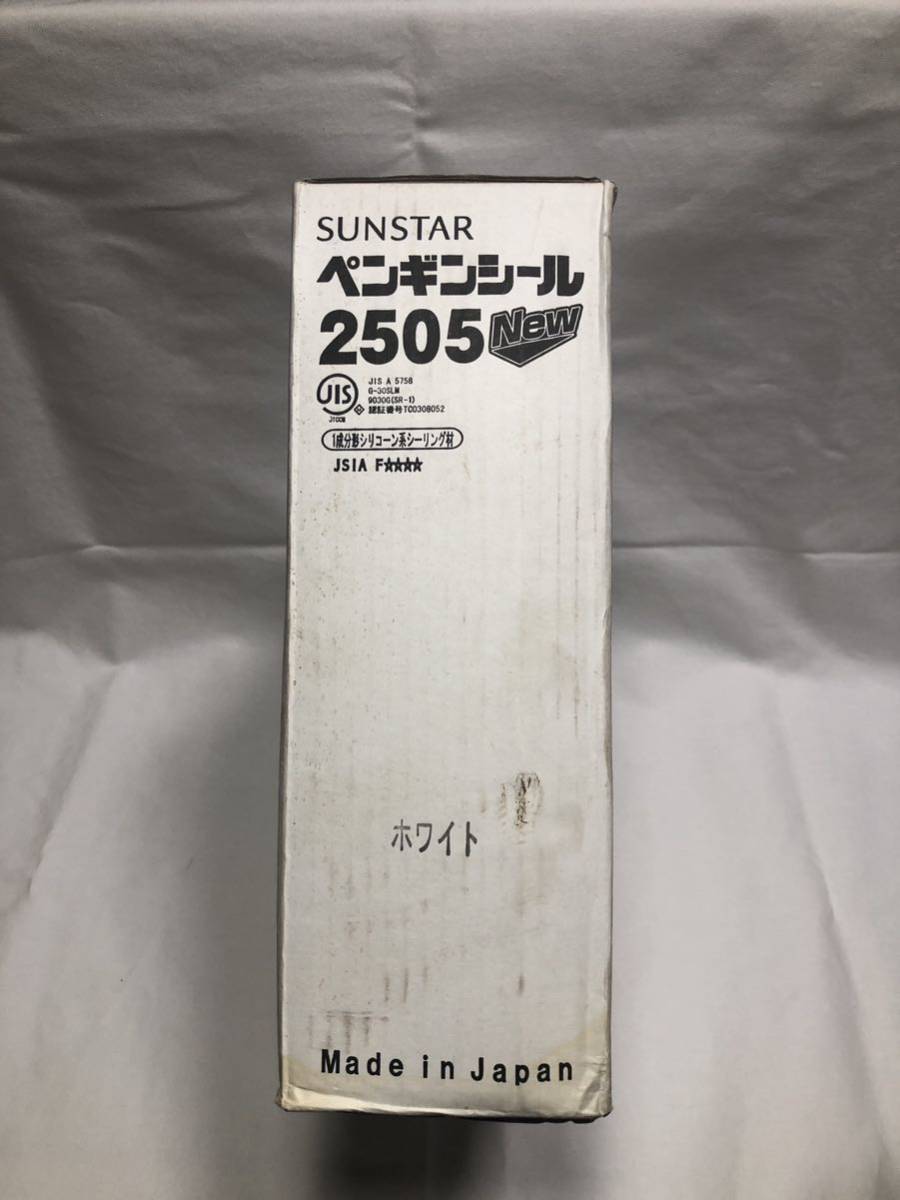 SUNSTAR
ペンギンシール
2505 New
JIS
JIS A 5758
G-30SLM
9030G(SR-1)
認証番号TC0308052
1成分形シリコーン系シーリング材
JSIA F☆☆☆☆
ホワイト
Made in Japan